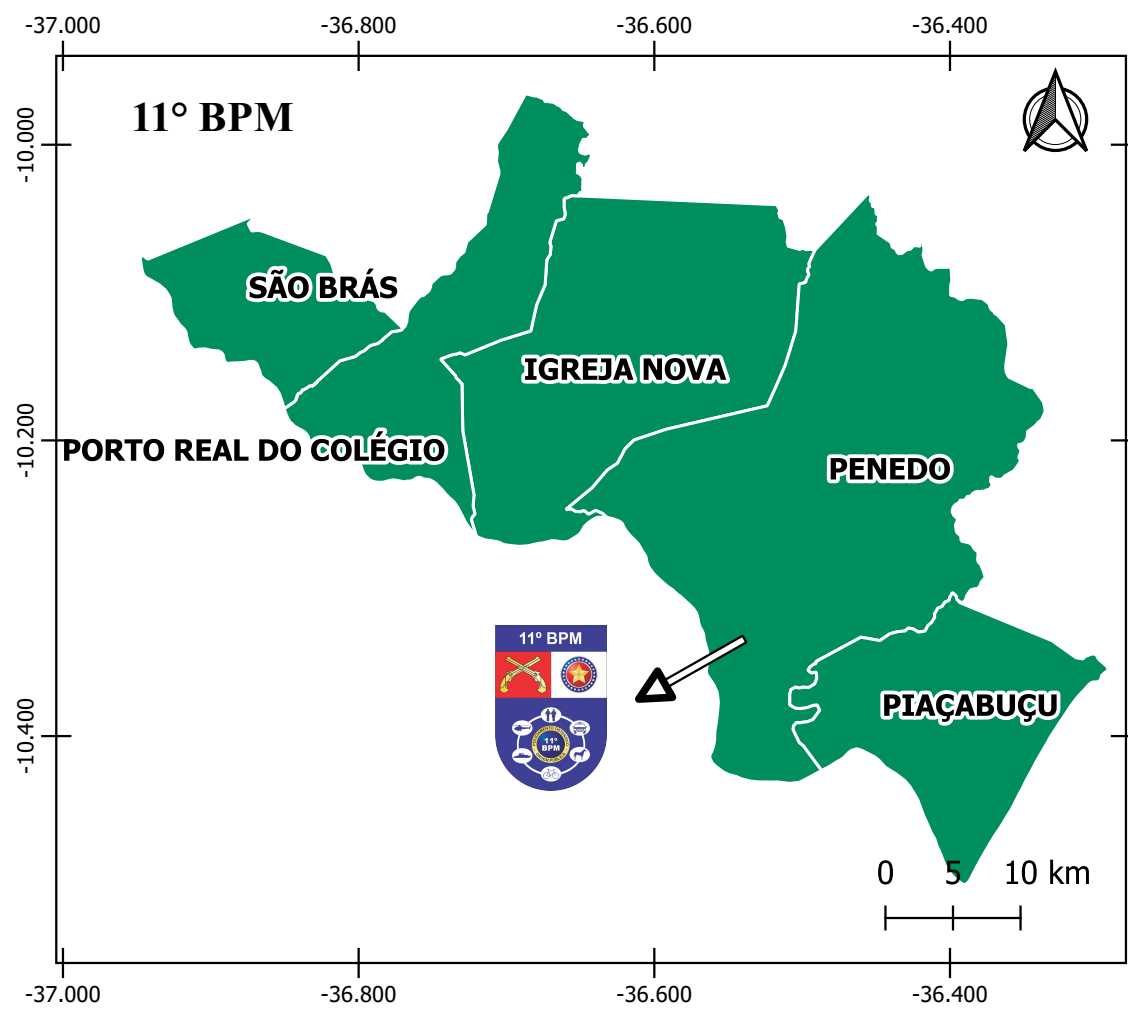 -37.000 -36.800 -36.600 -36.400
11° BPM
-10.000
SÃO BRÁS
IGREJA NOVA
PORTO REAL DO COLÉGIO
-10.200
PENEDO
11º BPM
PIAÇABUÇU
-10.400
11º
BPM
0 5 10 km
-37.000 -36.800 -36.600 -36.400